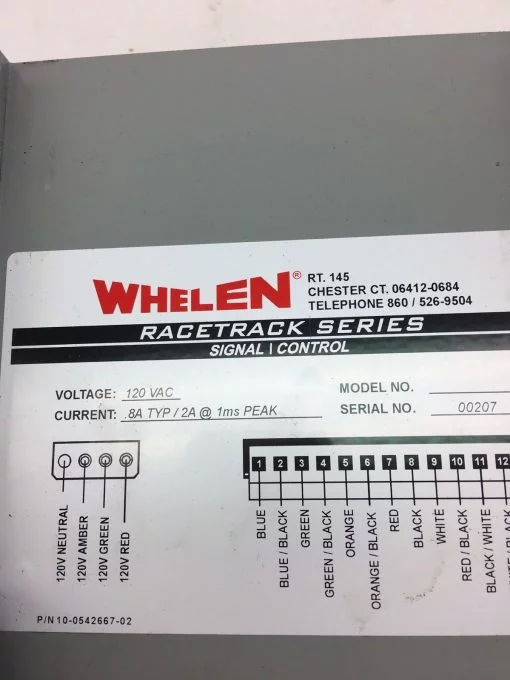 WHELEN®
RT. 145
CHESTER CT. 06412-0684
TELEPHONE 860 / 526-9504
RACETRACK SERIES
SIGNAL | CONTROL
VOLTAGE: 120 VAC
CURRENT: .8A TYP / 2A @ 1ms PEAK
MODEL NO.
SERIAL NO. 00207
1 2 3 4 5 6 7 8 9 10 11 12
120V NEUTRAL
120V AMBER
120V GREEN
120V RED
BLUE
BLUE / BLACK
GREEN
GREEN / BLACK
ORANGE
ORANGE / BLACK
RED
BLACK
WHITE
RED / BLACK
BLACK / WHITE
P/N 10-0542667-02